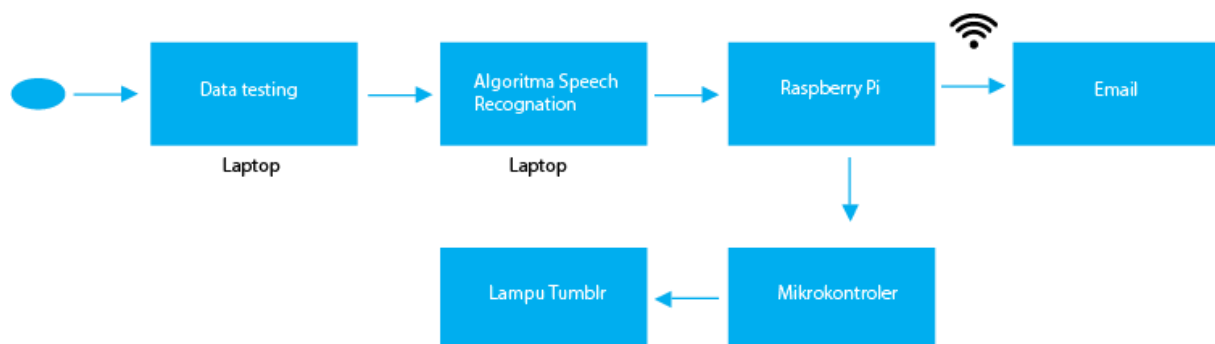 Data testing
Laptop
Algoritma Speech
Recognation
Laptop
Raspberry Pi
Email
Mikrokontroler
Lampu Tumblr